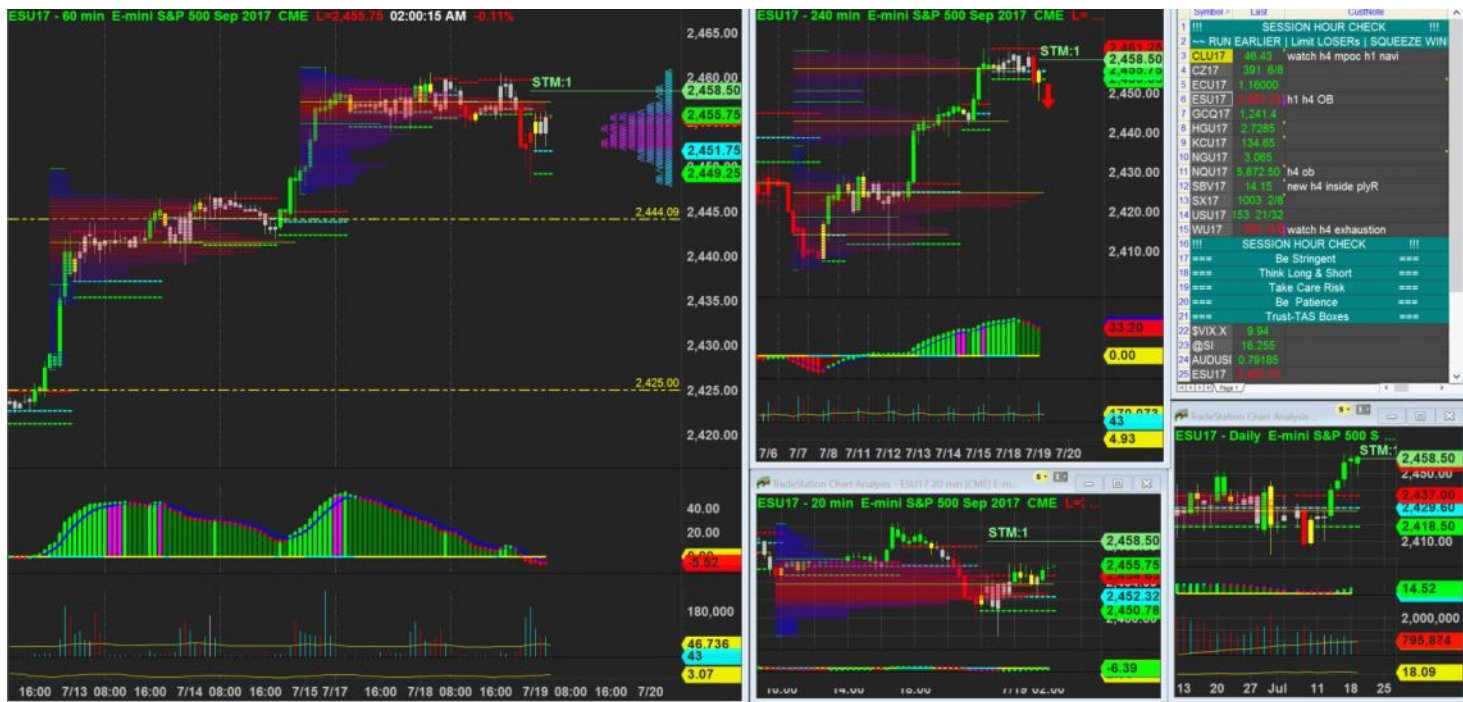 ESU17 - 60 min E-mini S&P 500 Sep 2017 CME L=2,455.75 02:00:15 AM -0.11%
2,465.00
2,460.00
STM:1
2,458.50
2,455.75
2,451.75
2,449.25
2,444.09
2,445.00
2,440.00
2,435.00
2,430.00
2,425.00
2,425.00
2,420.00
40.00
20.00
-5.52
180,000
46,736
43
3.07
16:00 7/13 08:00 16:00 7/14 08:00 16:00 7/15 7/17 16:00 7/18 08:00 16:00 7/19 08:00 16:00 7/20
ESU17 - 240 min E-mini S&P 500 Sep 2017 CME L= ...
2,461.25
STM:1
2,458.50
2,455.75
2,450.00
2,440.00
2,430.00
2,420.00
2,410.00
33.20
0.00
43
4.93
7/6 7/7 7/8 7/11 7/12 7/13 7/14 7/15 7/18 7/19 7/20
TradeStation Chart Analysis - ESU17 20 min [CME] E-m...
ESU17 - 20 min E-mini S&P 500 Sep 2017 CME
STM:1
2,458.50
2,455.75
2,452.32
2,450.78
-6.39
Symbol Last CustNote
1 !!! SESSION HOUR CHECK !!!
2 ~~ RUN EARLIER | Limit LOSERs | SQUEEZE WIN
3 CLU17 46.43 watch h4 mpoc h1 navi
4 CZ17 391 6/8
5 ECU17 1.16000
6 ESU17 h1 h4 OB
7 GCQ17 1,241.4
8 HGU17 2.7285
9 KCU17 134.65
10 NGU17 3.065
11 NQU17 5,872.50 h4 ob
12 SBV17 14.15 new h4 inside plyR
13 SX17 1003 2/8
14 USU17 153 21/32
15 WU17 watch h4 exhaustion
16 !!! SESSION HOUR CHECK !!!
17 === Be Stringent ===
18 === Think Long & Short ===
19 === Take Care Risk ===
20 === Be Patience ===
21 === Trust-TAS Boxes ===
22 $VIX.X 9.94
23 @SI 16.255
24 AUDUSI 0.79185
25 ESU17
Page 1
TradeStation Chart Analysis ...
ESU17 - Daily E-mini S&P 500 S ...
STM:1
2,458.50
2,450.00
2,437.00
2,429.60
2,418.50
2,410.00
14.52
2,000,000
795,874
18.09
13 20 27 Jul 11 18 25